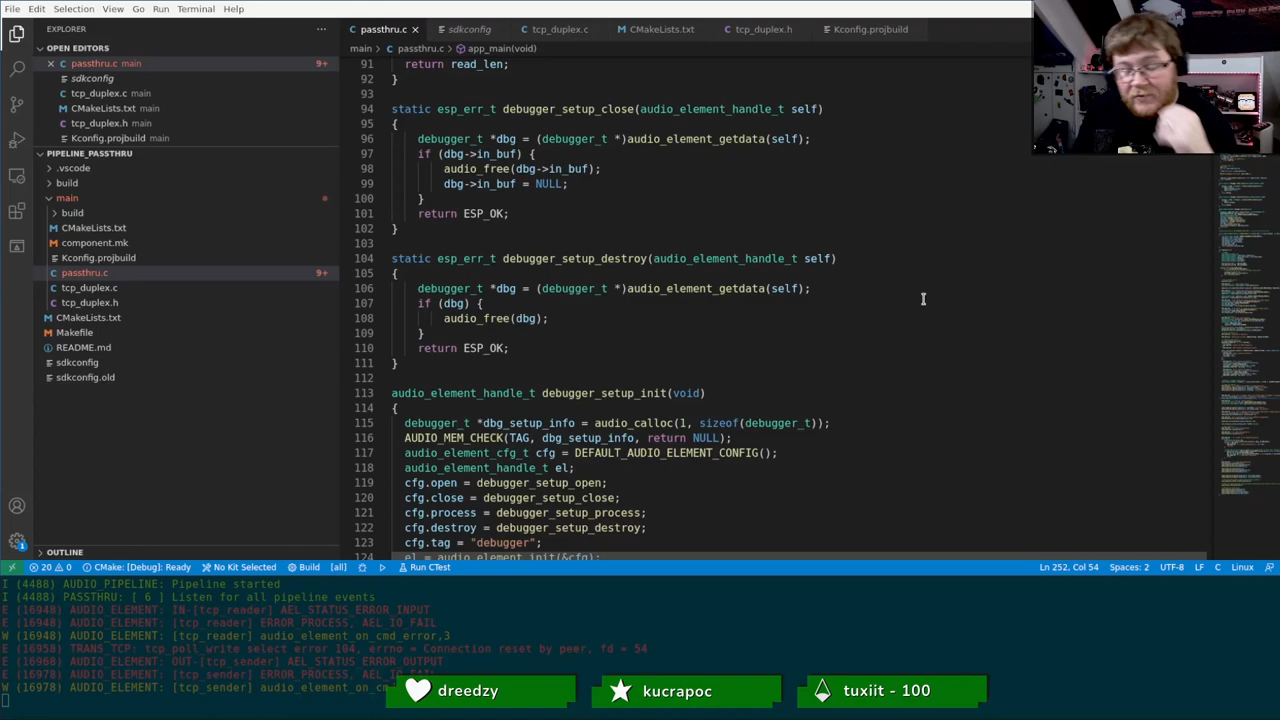 File Edit Selection View Go Run Terminal Help
EXPLORER
OPEN EDITORS
passthru.c main 9+
sdkconfig
tcp_duplex.c main
CMakeLists.txt main
tcp_duplex.h main
Kconfig.projbuild main
PIPELINE_PASSTHRU
.vscode
build
main
build
CMakeLists.txt
component.mk
Kconfig.projbuild
passthru.c 9+
tcp_duplex.c
tcp_duplex.h
CMakeLists.txt
Makefile
README.md
sdkconfig
sdkconfig.old
OUTLINE
passthru.c sdkconfig tcp_duplex.c CMakeLists.txt tcp_duplex.h Kconfig.projbuild
main > passthru.c > app_main(void)
91 return read_len;
92 }
93
94 static esp_err_t debugger_setup_close(audio_element_handle_t self)
95 {
96 debugger_t *dbg = (debugger_t *)audio_element_getdata(self);
97 if (dbg->in_buf) {
98 audio_free(dbg->in_buf);
99 dbg->in_buf = NULL;
100 }
101 return ESP_OK;
102 }
103
104 static esp_err_t debugger_setup_destroy(audio_element_handle_t self)
105 {
106 debugger_t *dbg = (debugger_t *)audio_element_getdata(self);
107 if (dbg) {
108 audio_free(dbg);
109 }
110 return ESP_OK;
111 }
112
113 audio_element_handle_t debugger_setup_init(void)
114 {
115 debugger_t *dbg_setup_info = audio_calloc(1, sizeof(debugger_t));
116 AUDIO_MEM_CHECK(TAG, dbg_setup_info, return NULL);
117 audio_element_cfg_t cfg = DEFAULT_AUDIO_ELEMENT_CONFIG();
118 audio_element_handle_t el;
119 cfg.open = debugger_setup_open;
120 cfg.close = debugger_setup_close;
121 cfg.process = debugger_setup_process;
122 cfg.destroy = debugger_setup_destroy;
123 cfg.tag = "debugger";
124 el = audio_element_init(&cfg);
20 0 CMake: [Debug]: Ready No Kit Selected Build [all] Run CTest Ln 252, Col 54 Spaces: 2 UTF-8 LF C Linux
I (4488) AUDIO_PIPELINE: Pipeline started
I (4488) PASSTHRU: [ 6 ] Listen for all pipeline events
E (16948) AUDIO_ELEMENT: IN-[tcp_reader] AEL_STATUS_ERROR_INPUT
E (16948) AUDIO_ELEMENT: [tcp_reader] ERROR_PROCESS, AEL_IO_FAIL
W (16948) AUDIO_ELEMENT: [tcp_reader] audio_element_on_cmd_error,3
E (16958) TRANS_TCP: tcp_poll_write select error 104, errno = Connection reset by peer, fd = 54
E (16968) AUDIO_ELEMENT: OUT-[tcp_sender] AEL_STATUS_ERROR_OUTPUT
E (16978) AUDIO_ELEMENT: [tcp_sender] ERROR_PROCESS, AEL_IO_FAIL
W (16978) AUDIO_ELEMENT: [tcp_sender] audio_element_on_cm
dreedzy kucrapoc tuxiit - 100